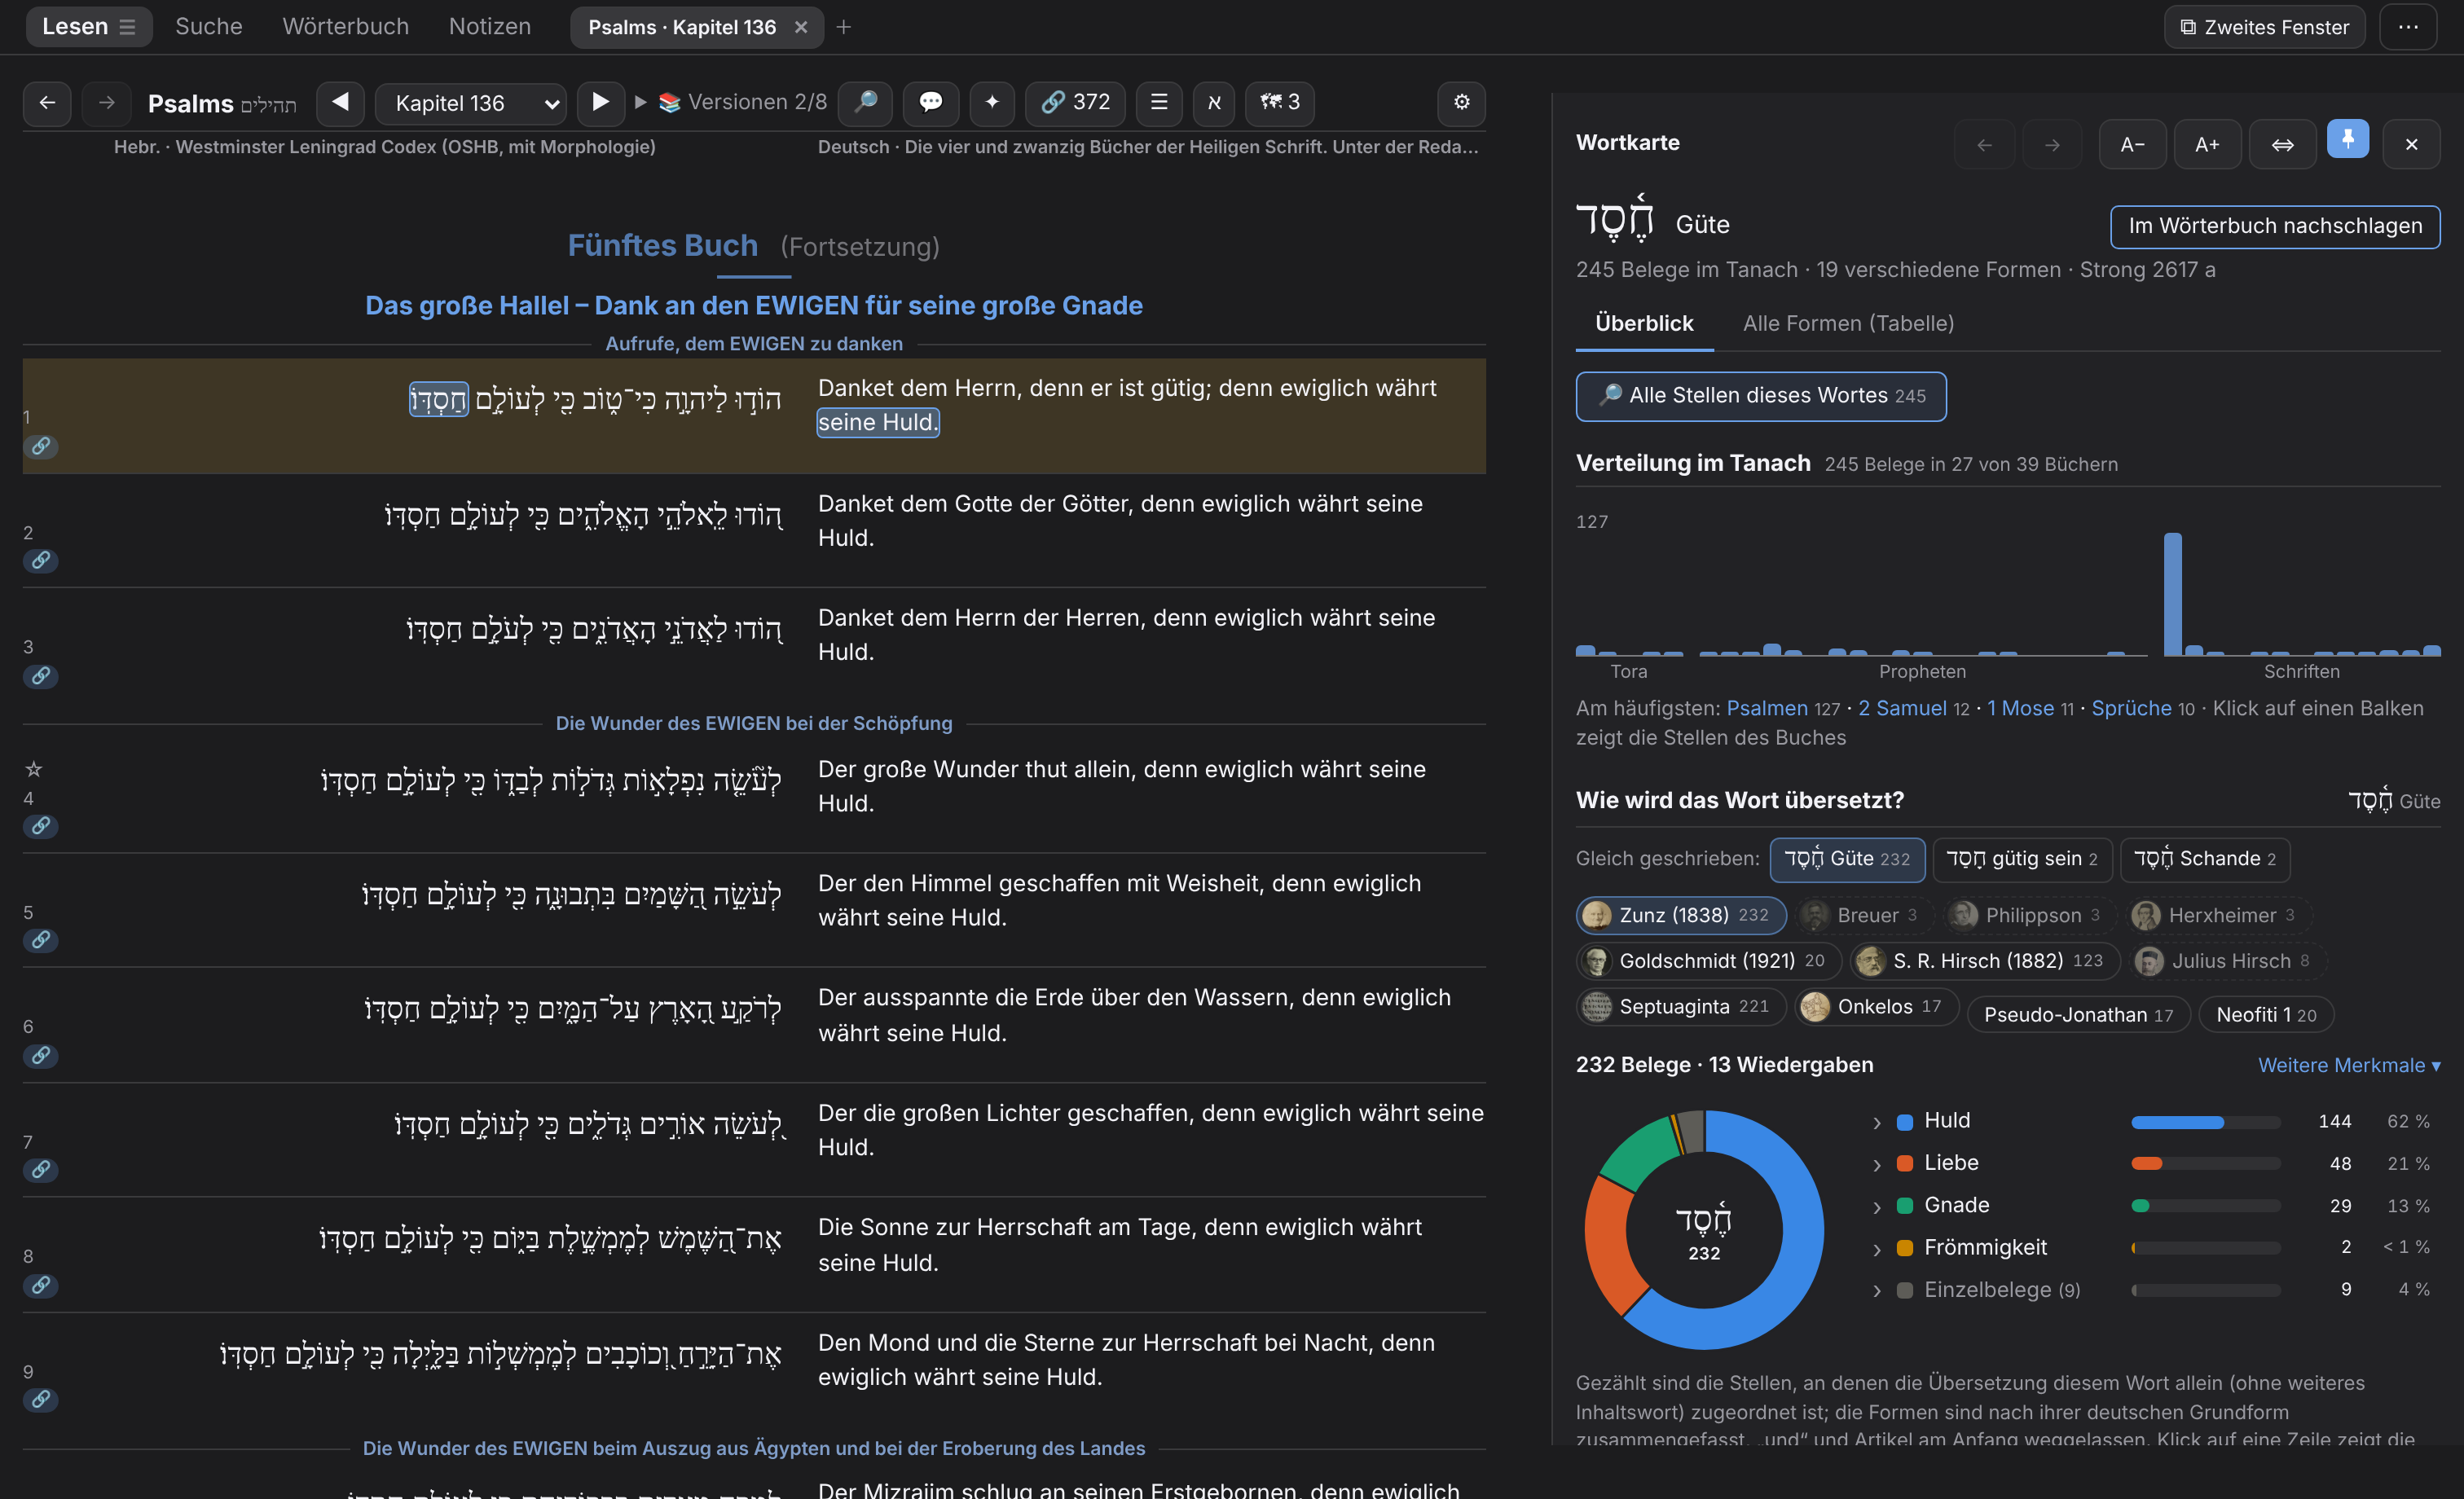 Lesen ☰ Suche Wörterbuch Notizen Psalms · Kapitel 136 × + Zweites Fenster ⋯
← → Psalms תהילים ◀ Kapitel 136 ▶ ▶ 📚 Versionen 2/8 🔎 💬 ✦ 🔗 372 ☰ א 🗺 3 ⚙
Hebr. · Westminster Leningrad Codex (OSHB, mit Morphologie) Deutsch · Die vier und zwanzig Bücher der Heiligen Schrift. Unter der Reda…
Fünftes Buch (Fortsetzung)
Das große Hallel – Dank an den EWIGEN für seine große Gnade
Aufrufe, dem EWIGEN zu danken
1
הוֹד֣וּ לַיהוָ֣ה כִּי־ט֑וֹב כִּ֖י לְעוֹלָ֣ם חַסְדּֽוֹ
Danket dem Herrn, denn er ist gütig; denn ewiglich währt
seine Huld.
2
ה֭וֹדוּ לֵֽאלֹהֵ֣י הָאֱלֹהִ֑ים כִּ֖י לְעוֹלָ֣ם חַסְדּֽוֹ
Danket dem Gotte der Götter, denn ewiglich währt seine
Huld.
3
ה֭וֹדוּ לַאֲדֹנֵ֣י הָאֲדֹנִ֑ים כִּ֖י לְעֹלָ֣ם חַסְדּֽוֹ
Danket dem Herrn der Herren, denn ewiglich währt seine
Huld.
Die Wunder des EWIGEN bei der Schöpfung
☆
4
לְעֹ֘שֵׂ֤ה נִפְלָא֣וֹת גְּדֹל֣וֹת לְבַדּ֑וֹ כִּ֖י לְעוֹלָ֣ם חַסְדּֽוֹ
Der große Wunder thut allein, denn ewiglich währt seine
Huld.
5
לְעֹשֵׂ֣ה הַ֭שָּׁמַיִם בִּתְבוּנָ֑ה כִּ֖י לְעוֹלָ֣ם חַסְדּֽוֹ
Der den Himmel geschaffen mit Weisheit, denn ewiglich
währt seine Huld.
6
לְרֹקַ֣ע הָ֭אָרֶץ עַל־הַמָּ֑יִם כִּ֖י לְעוֹלָ֣ם חַסְדּֽוֹ
Der ausspannte die Erde über den Wassern, denn ewiglich
währt seine Huld.
7
לְ֭עֹשֵׂה אוֹרִ֣ים גְּדֹלִ֑ים כִּ֖י לְעוֹלָ֣ם חַסְדּֽוֹ
Der die großen Lichter geschaffen, denn ewiglich währt seine
Huld.
8
אֶת־הַ֭שֶּׁמֶשׁ לְמֶמְשֶׁ֣לֶת בַּיּ֑וֹם כִּ֖י לְעוֹלָ֣ם חַסְדּֽוֹ
Die Sonne zur Herrschaft am Tage, denn ewiglich währt
seine Huld.
9
אֶת־הַיָּרֵ֣חַ וְ֭כוֹכָבִים לְמֶמְשְׁל֣וֹת בַּלָּ֑יְלָה כִּ֖י לְעוֹלָ֣ם חַסְדּֽוֹ
Den Mond und die Sterne zur Herrschaft bei Nacht, denn
ewiglich währt seine Huld.
Die Wunder des EWIGEN beim Auszug aus Ägypten und bei der Eroberung des Landes
Der Mizrajim schlug an seinen Erstgebornen, denn ewiglich
Wortkarte ← → A− A+ ⇔ ×
חֶ֫סֶד Güte Im Wörterbuch nachschlagen
245 Belege im Tanach · 19 verschiedene Formen · Strong 2617 a
Überblick Alle Formen (Tabelle)
🔎 Alle Stellen dieses Wortes 245
Verteilung im Tanach 245 Belege in 27 von 39 Büchern
127
Tora Propheten Schriften
Am häufigsten: Psalmen 127 · 2 Samuel 12 · 1 Mose 11 · Sprüche 10 · Klick auf einen Balken
zeigt die Stellen des Buches
Wie wird das Wort übersetzt? חֶ֫סֶד Güte
Gleich geschrieben: חֶ֫סֶד Güte 232 חָסַד gütig sein 2 חֶ֫סֶד Schande 2
Zunz (1838) 232 Breuer 3 Philippson 3 Herxheimer 3
Goldschmidt (1921) 20 S. R. Hirsch (1882) 123 Julius Hirsch 8
Septuaginta 221 Onkelos 17 Pseudo-Jonathan 17 Neofiti 1 20
232 Belege · 13 Wiedergaben Weitere Merkmale ▾
חֶ֫סֶד
232
› Huld 144 62 %
› Liebe 48 21 %
› Gnade 29 13 %
› Frömmigkeit 2 < 1 %
› Einzelbelege (9) 9 4 %
Gezählt sind die Stellen, an denen die Übersetzung diesem Wort allein (ohne weiteres
Inhaltswort) zugeordnet ist; die Formen sind nach ihrer deutschen Grundform
zusammengefasst, „und“ und Artikel am Anfang weggelassen. Klick auf eine Zeile zeigt die